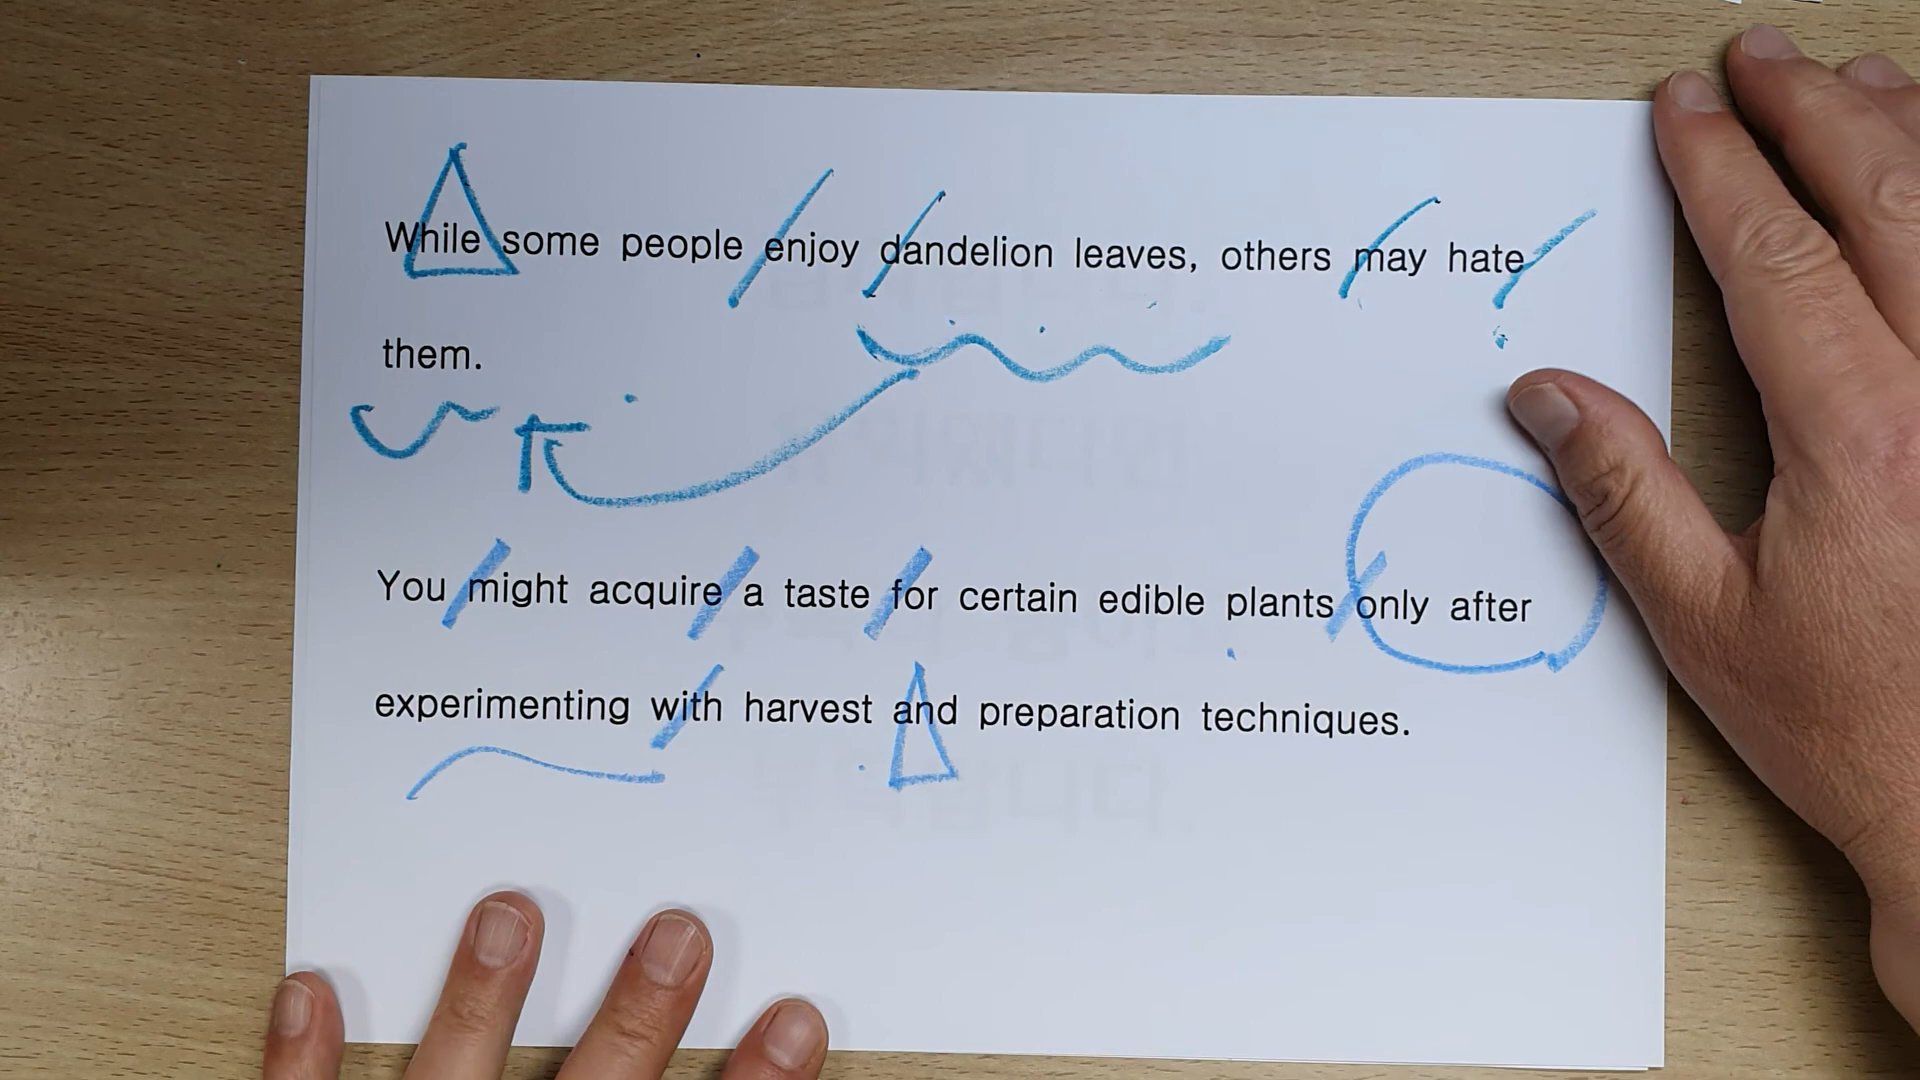 While some people enjoy dandelion leaves, others may hate
them.
You might acquire a taste for certain edible plants only after
experimenting with harvest and preparation techniques.